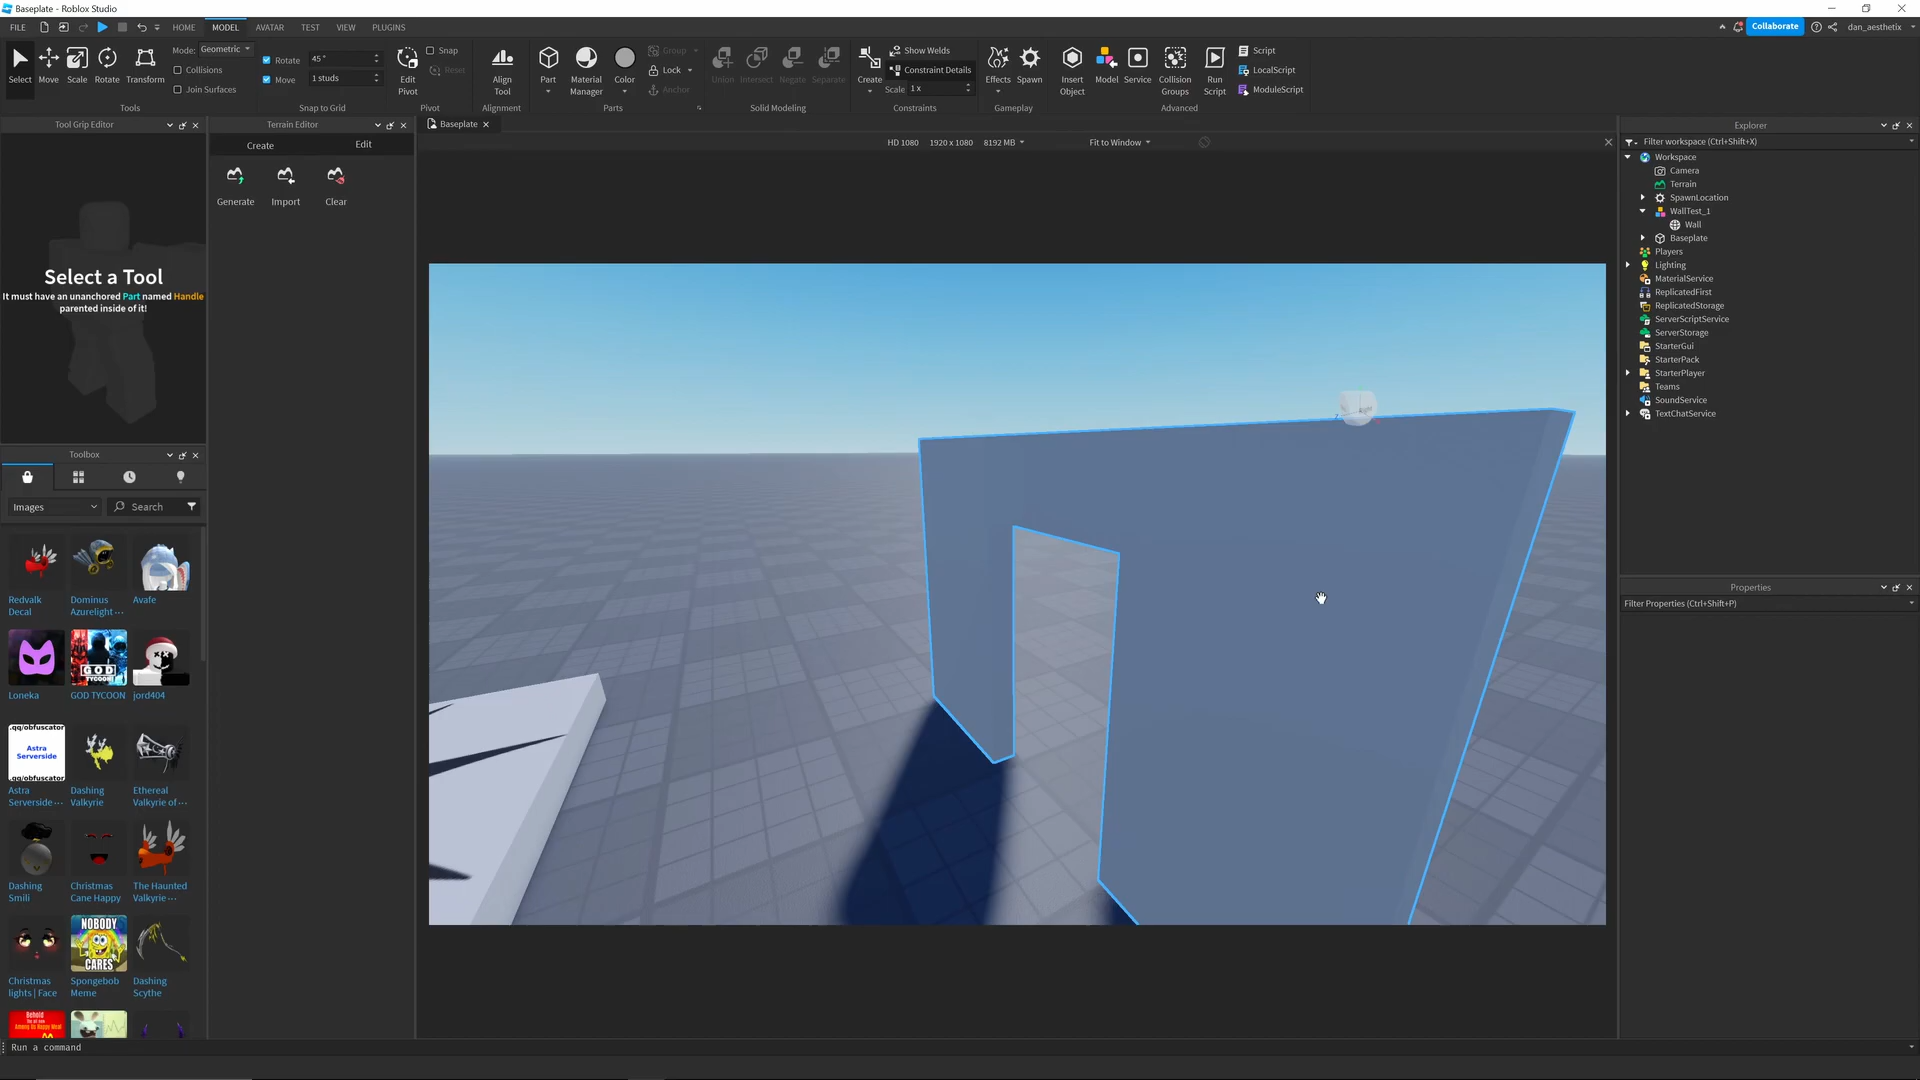 Baseplate - Roblox Studio
FILE
HOME
MODEL
AVATAR
TEST
VIEW
PLUGINS
Collaborate
dan_aesthetix
Select
Move
Scale
Rotate
Transform
Mode: Geometric
Collisions
Join Surfaces
Tools
Rotate 45 °
Move 1 studs
Snap to Grid
Edit
Pivot
Snap
Reset
Pivot
Align
Tool
Alignment
Part
Material
Manager
Color
Group
Lock
Anchor
Parts
Union
Intersect
Negate
Separate
Solid Modeling
Create
Show Welds
Constraint Details
Scale 1 x
Constraints
Effects
Spawn
Gameplay
Insert
Object
Model
Service
Collision
Groups
Run
Script
Script
LocalScript
ModuleScript
Advanced
Tool Grip Editor
Select a Tool
It must have an unanchored Part named Handle
parented inside of it!
Terrain Editor
Create
Edit
Generate
Import
Clear
Baseplate
HD 1080 1920 x 1080 8192 MB
Fit to Window
Toolbox
Images
Search
Redvalk
Decal
Dominus
Azurelight ...
Avafe
GOD TYCOON
Loneka
GOD TYCOON
jord404
.gg/obfuscator
Astra
Serverside
.gg/obfuscator
Astra
Serverside ...
Dashing
Valkyrie
Ethereal
Valkyrie of ...
Dashing
Smili
Christmas
Cane Happy
The Haunted
Valkyrie ...
NOBODY
CARES
Christmas
lights | Face
Spongebob
Meme
Dashing
Scythe
Behold
Run a command
Explorer
Filter workspace (Ctrl+Shift+X)
Workspace
Camera
Terrain
SpawnLocation
WallTest_1
Wall
Baseplate
Players
Lighting
MaterialService
ReplicatedFirst
ReplicatedStorage
ServerScriptService
ServerStorage
StarterGui
StarterPack
StarterPlayer
Teams
SoundService
TextChatService
Properties
Filter Properties (Ctrl+Shift+P)